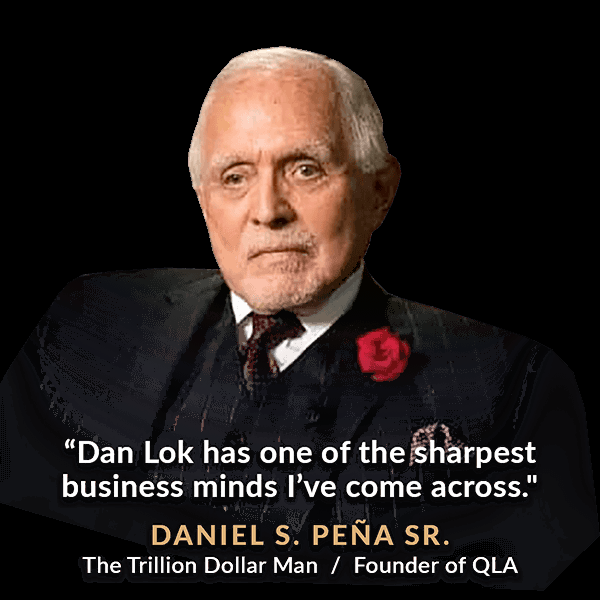 “Dan Lok has one of the sharpest
business minds I’ve come across."
DANIEL S. PEÑA SR.
The Trillion Dollar Man / Founder of QLA